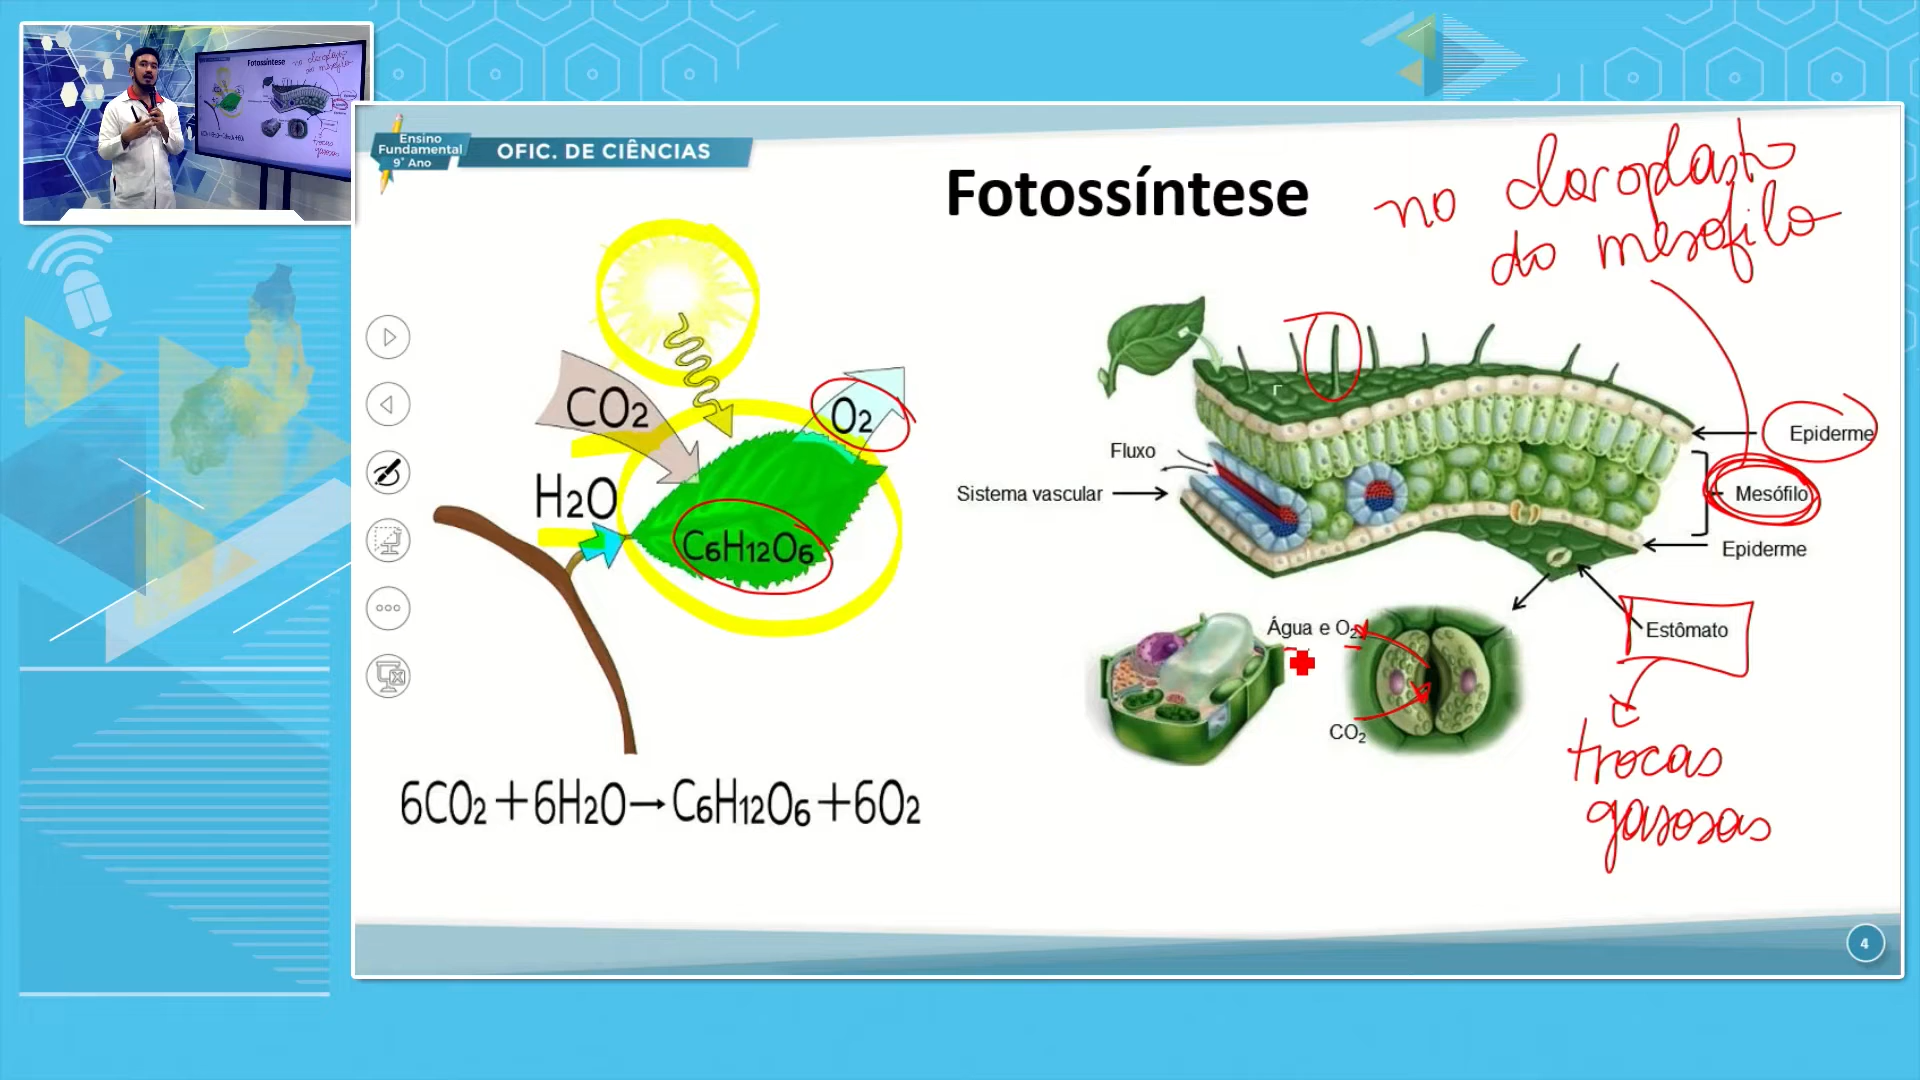 Ensino
Fundamental
9° Ano
OFIC. DE CIÊNCIAS
Fotossíntese
no cloroplasto
do mesófilo
CO2
O2
H2O
C6H12O6
6CO2+6H2O→C6H12O6+6O2
Fluxo
Sistema vascular
Epiderme
Mesófilo
Epiderme
Estômato
Água e O2
CO2
trocas
gasosas
4